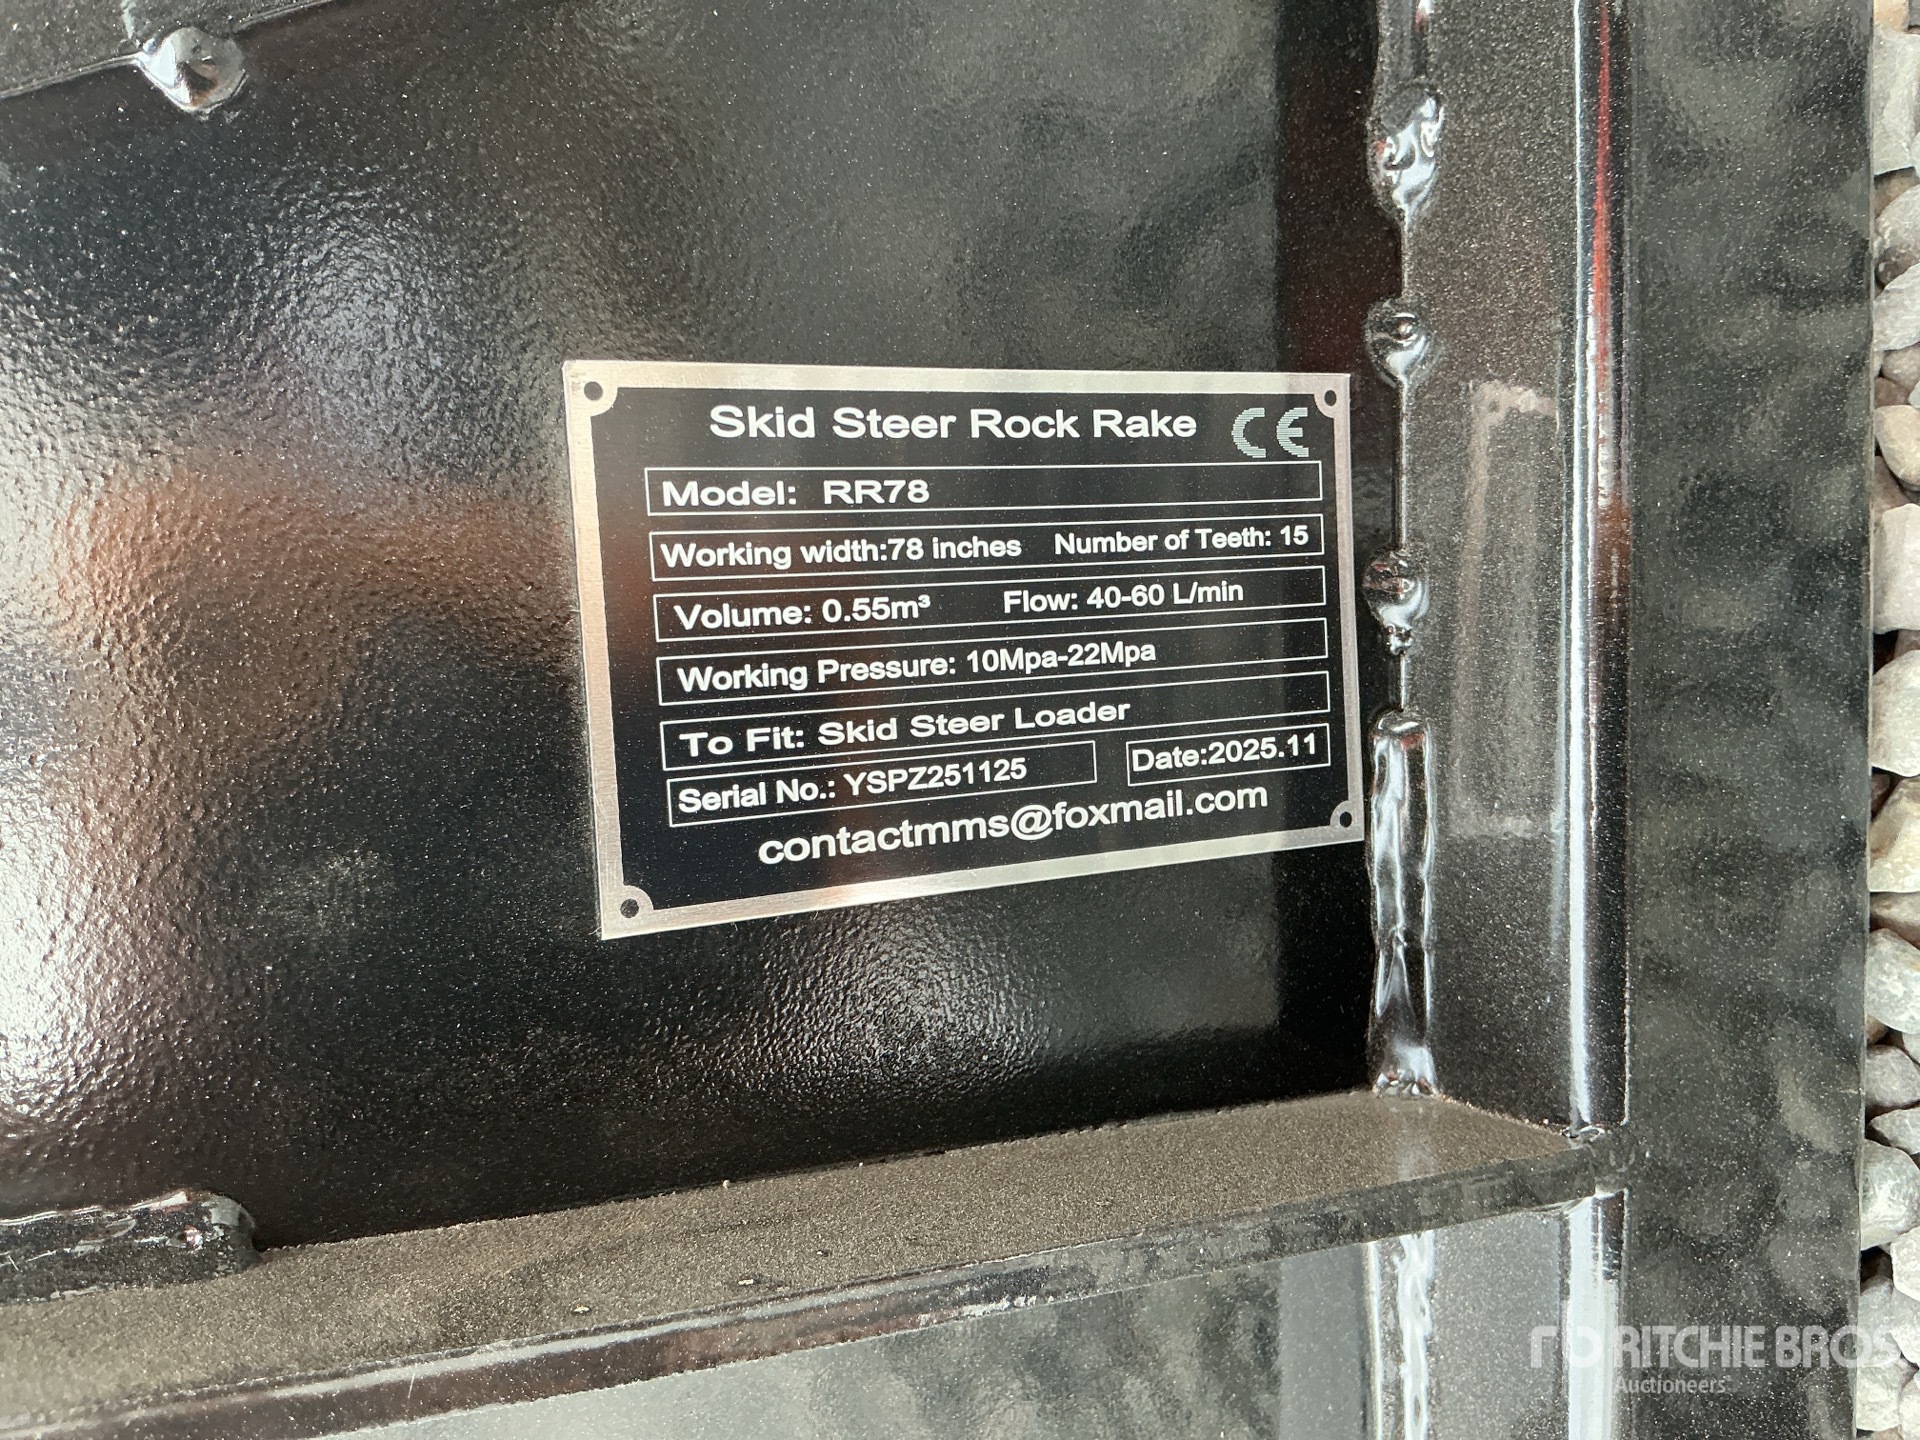 Skid Steer Rock Rake CE
Model: RR78
Working width:78 inches Number of Teeth: 15
Volume: 0.55m³ Flow: 40-60 L/min
Working Pressure: 10Mpa-22Mpa
To Fit: Skid Steer Loader
Serial No.: YSPZ251125 Date:2025.11
contactmms@foxmail.com
RITCHIE BROS.
Auctioneers